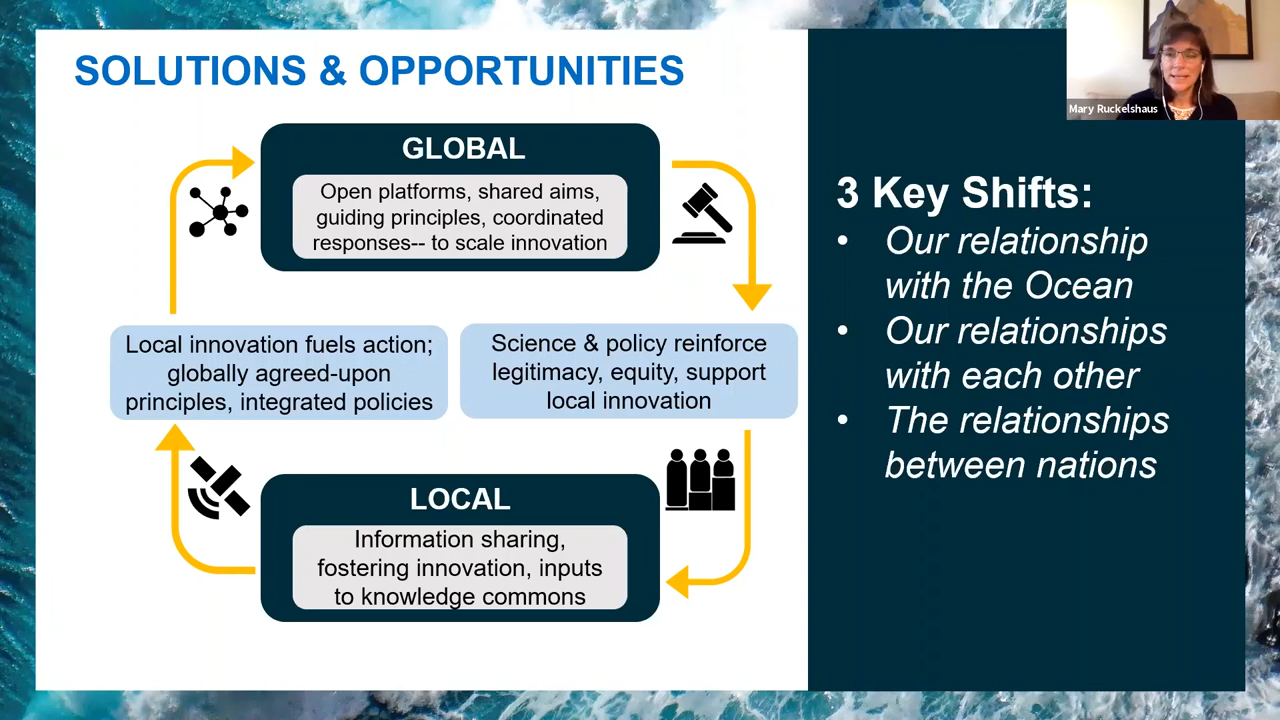 SOLUTIONS & OPPORTUNITIES
GLOBAL
Open platforms, shared aims,
guiding principles, coordinated
responses-- to scale innovation
Local innovation fuels action;
globally agreed-upon
principles, integrated policies
Science & policy reinforce
legitimacy, equity, support
local innovation
LOCAL
Information sharing,
fostering innovation, inputs
to knowledge commons
Mary Ruckelshaus
3 Key Shifts:
• Our relationship
with the Ocean
• Our relationships
with each other
• The relationships
between nations